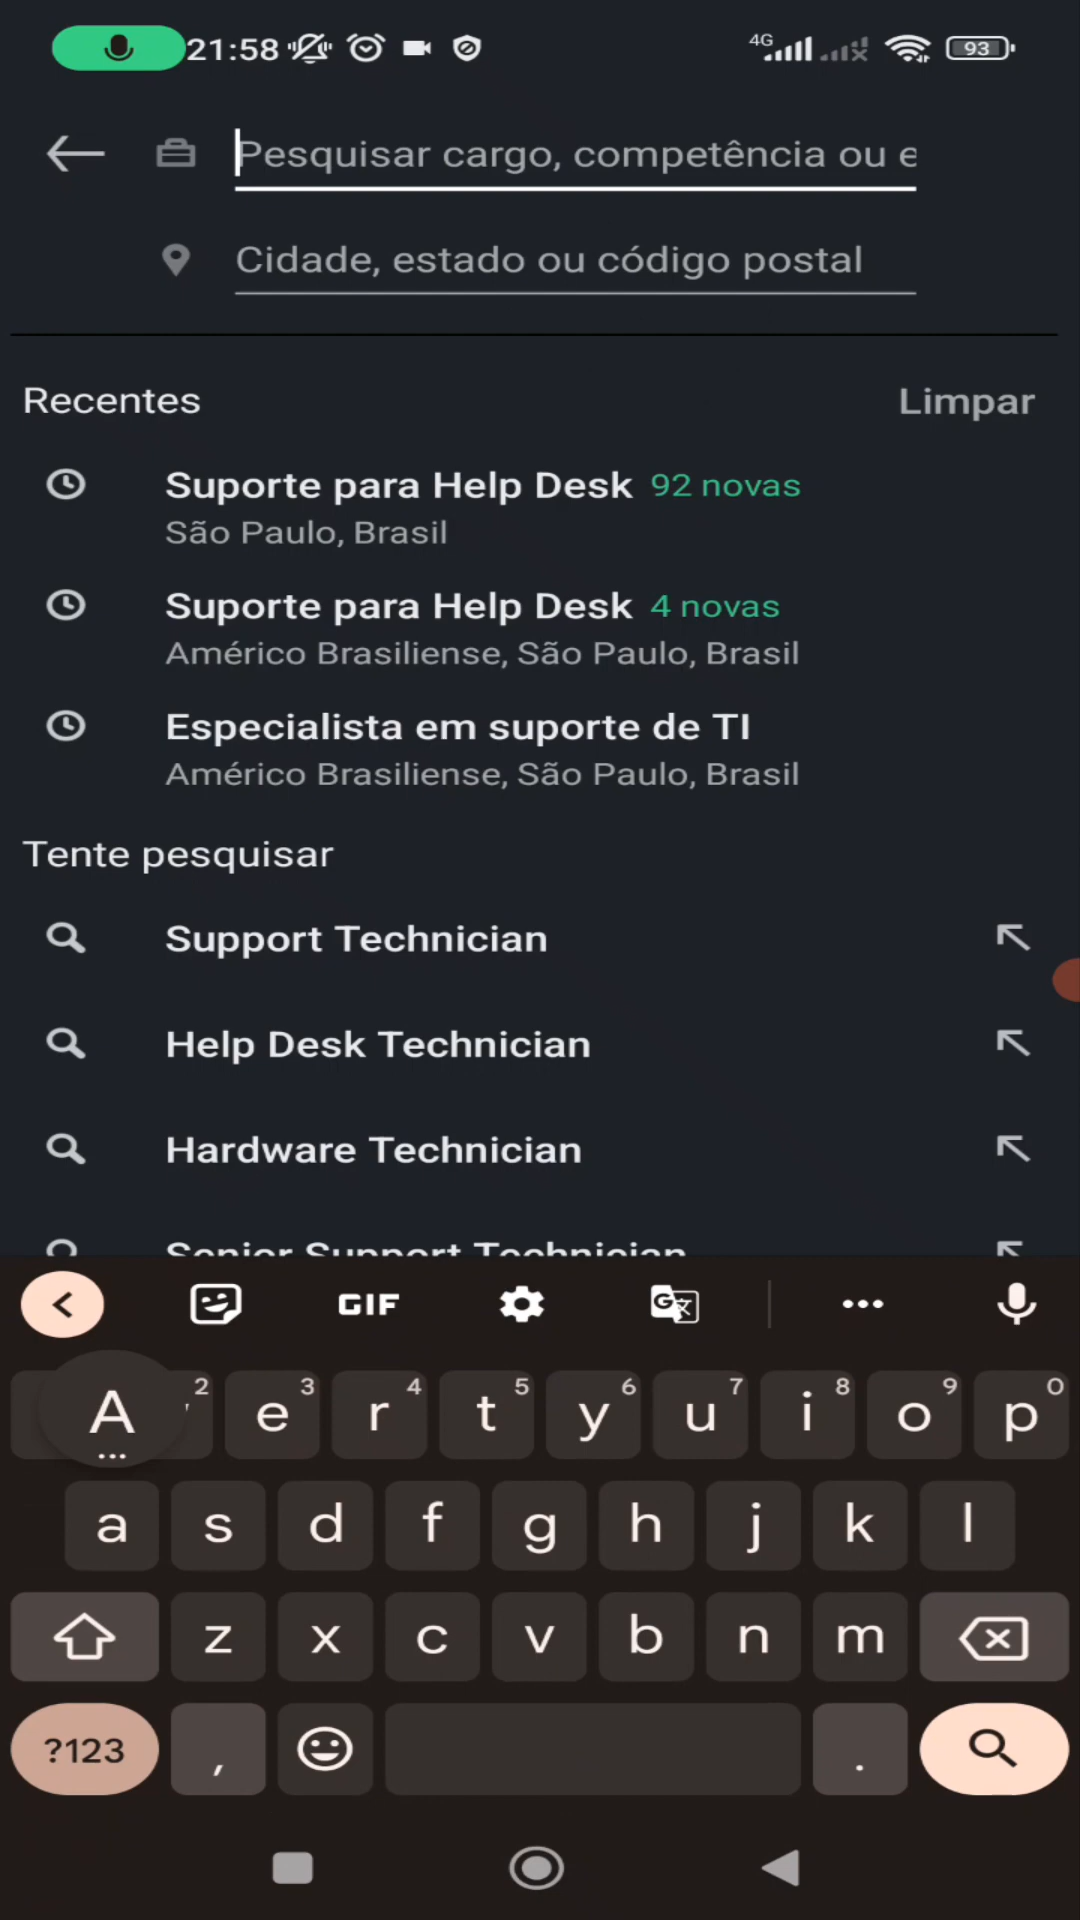 21:58
4G
93
Pesquisar cargo, competência ou e
Cidade, estado ou código postal
Recentes
Limpar
Suporte para Help Desk 92 novas
São Paulo, Brasil
Suporte para Help Desk 4 novas
Américo Brasiliense, São Paulo, Brasil
Especialista em suporte de TI
Américo Brasiliense, São Paulo, Brasil
Tente pesquisar
Support Technician
Help Desk Technician
Hardware Technician
Senior Support Technician
GIF
A 2 e 3 r 4 t 5 y 6 u 7 i 8 o 9 p 0
a s d f g h j k l
z x c v b n m
?123 , .